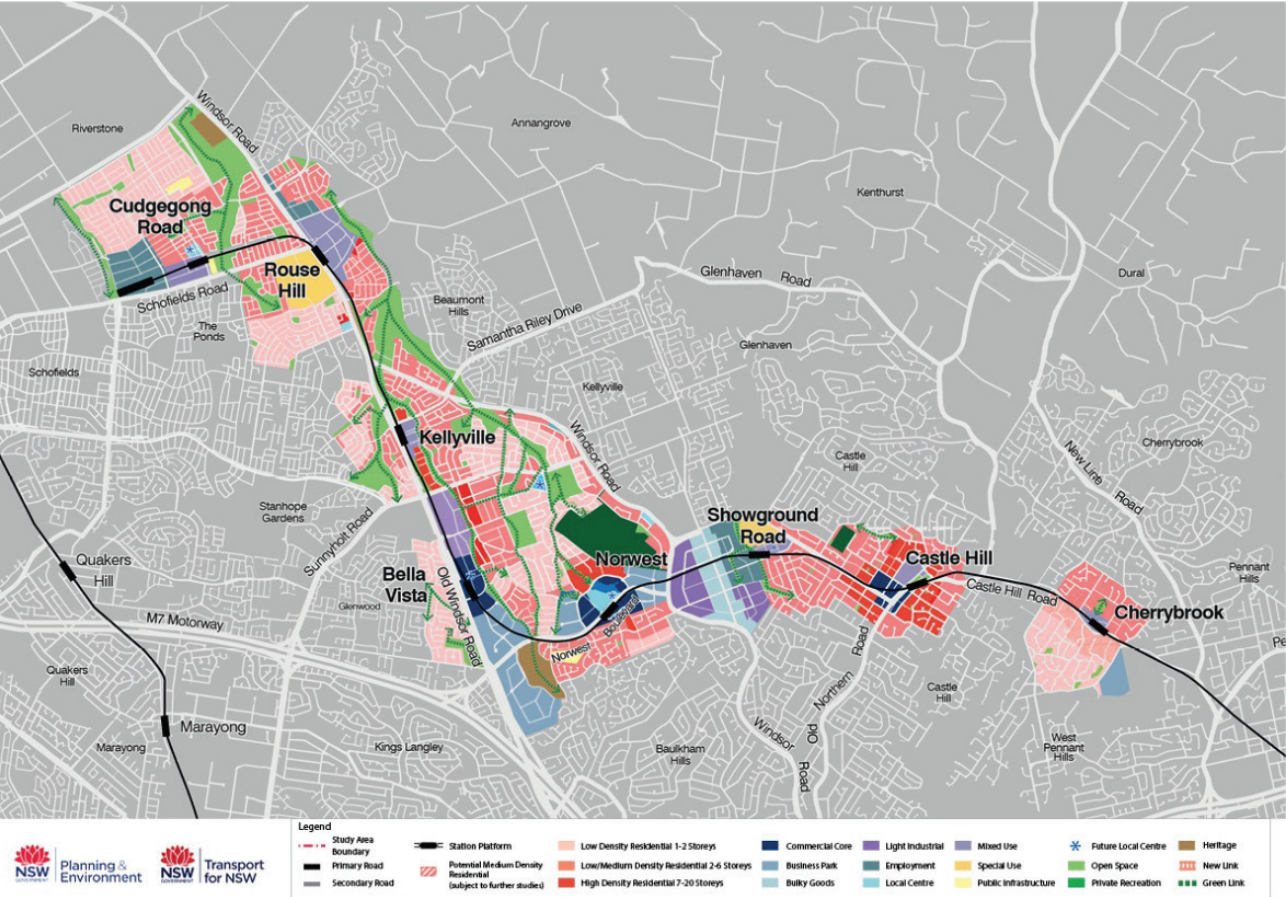 Windsor Road
Riverstone
Annangrove
Cudgegong
Road
Kenthurst
Rouse
Hill
Schofields Road
Glenhaven Road
Dural
Beaumont
Hills
The
Ponds
Samantha Riley Drive
Glenhaven
Schofields
Kellyville
Kellyville
Windsor Road
Castle
Hill
New Line Road
Cherrybrook
Stanhope
Gardens
Sunnyholt Road
Showground
Road
Norwest
Castle Hill
Quakers
Hill
Bella
Vista
Old Windsor Road
Glenwood
Castle Hill Road
Pennant
Hills
Cherrybrook
M7 Motorway
Norwest Boulevard
Pe
Quakers
Hill
Old Northern Road
Castle
Hill
Marayong
Marayong
Kings Langley
Baulkham
Hills
Windsor Road
West
Pennant
Hills
NSW
GOVERNMENT
Planning &
Environment
NSW
GOVERNMENT
Transport
for NSW
Legend
Study Area
Boundary
Primary Road
Secondary Road
Station Platform
Potential Medium Density
Residential
(subject to further studies)
Low Density Residential 1-2 Storeys
Low/Medium Density Residential 2-6 Storeys
High Density Residential 7-20 Storeys
Commercial Core
Business Park
Bulky Goods
Light Industrial
Employment
Local Centre
Mixed Use
Special Use
Public Infrastructure
Future Local Centre
Open Space
Private Recreation
Heritage
New Link
Green Link